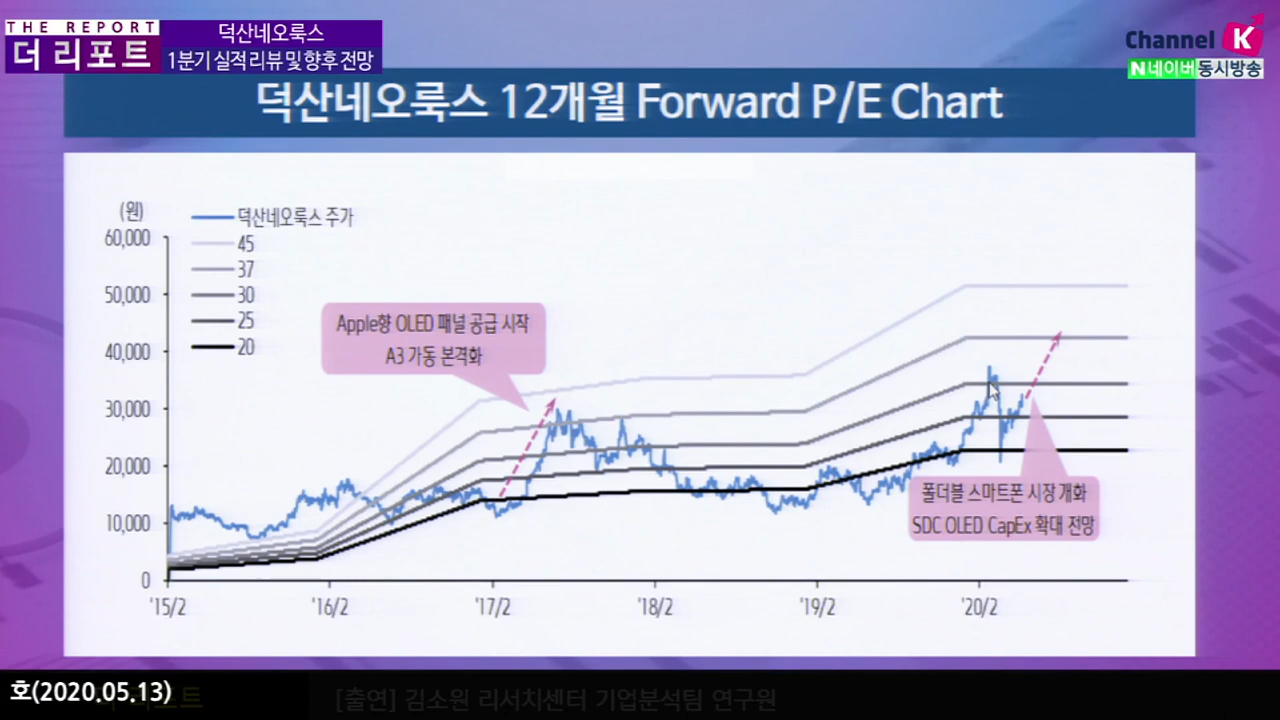 THE REPORT
더 리포트
덕산네오룩스
1분기 실적 리뷰 및 향후 전망
Channel K
N 네이버 동시방송
덕산네오룩스 12개월 Forward P/E Chart
(원)
60,000
50,000
40,000
30,000
20,000
10,000
0
덕산네오룩스 주가
45
37
30
25
20
Apple향 OLED 패널 공급 시작
A3 가동 본격화
폴더블 스마트폰 시장 개화
SDC OLED CapEx 확대 전망
'15/2
'16/2
'17/2
'18/2
'19/2
'20/2
호(2020.05.13)
더 리포트
[출연] 김소원 리서치센터 기업분석팀 연구원